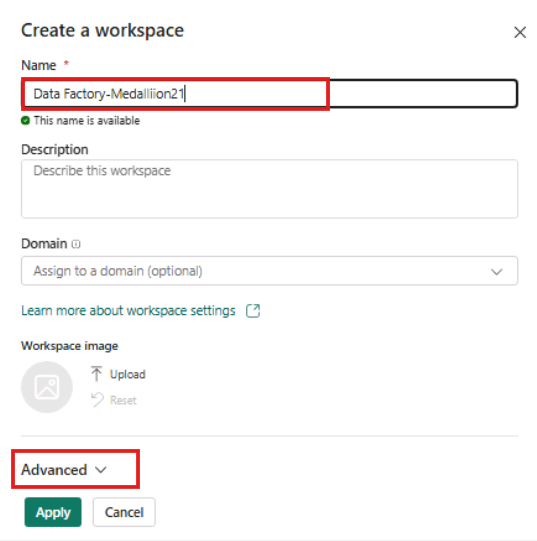 Create a workspace
Name *
Data Factory-Medalliion21
This name is available
Description
Describe this workspace
Domain
Assign to a domain (optional)
Learn more about workspace settings
Workspace image
Upload
Reset
Advanced
Apply
Cancel